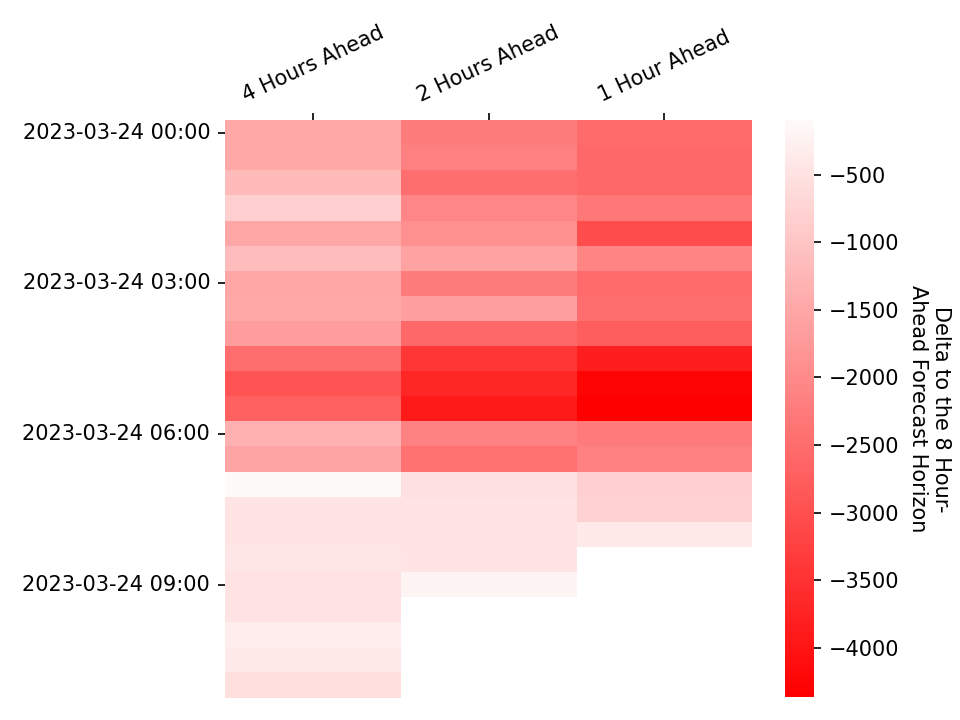 4 Hours Ahead
2 Hours Ahead
1 Hour Ahead
2023-03-24 00:00
2023-03-24 03:00
2023-03-24 06:00
2023-03-24 09:00
−500
−1000
−1500
−2000
−2500
−3000
−3500
−4000
Delta to the 8 Hour-
Ahead Forecast Horizon